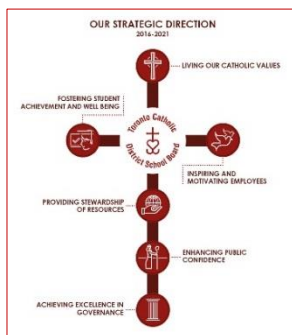 OUR STRATEGIC DIRECTION
2016-2021
LIVING OUR CATHOLIC VALUES
FOSTERING STUDENT
ACHIEVEMENT AND WELL BEING
Toronto Catholic
District School Board
INSPIRING AND
MOTIVATING EMPLOYEES
PROVIDING STEWARDSHIP
OF RESOURCES
ENHANCING PUBLIC
CONFIDENCE
ACHIEVING EXCELLENCE IN
GOVERNANCE